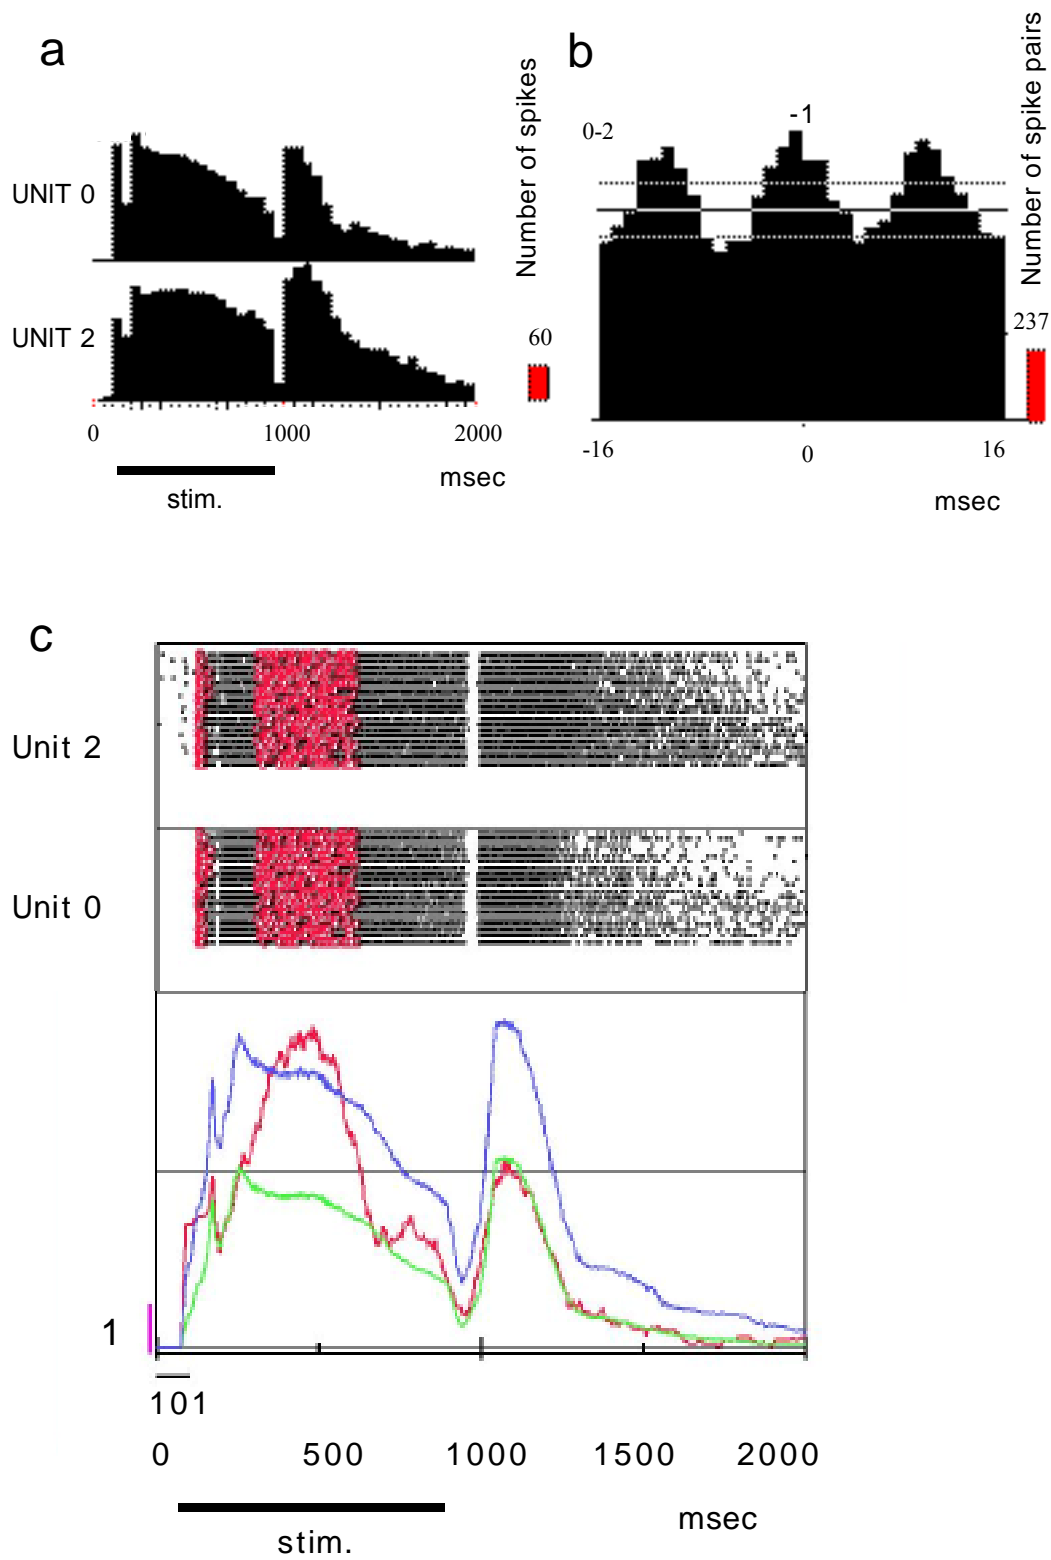 a
UNIT 0
UNIT 2
Number of spikes
60
0
1000
2000
msec
stim.
b
0-2
-1
Number of spike pairs
237
-16
0
16
msec
c
Unit 2
Unit 0
1
101
0
500
1000
1500
2000
msec
stim.